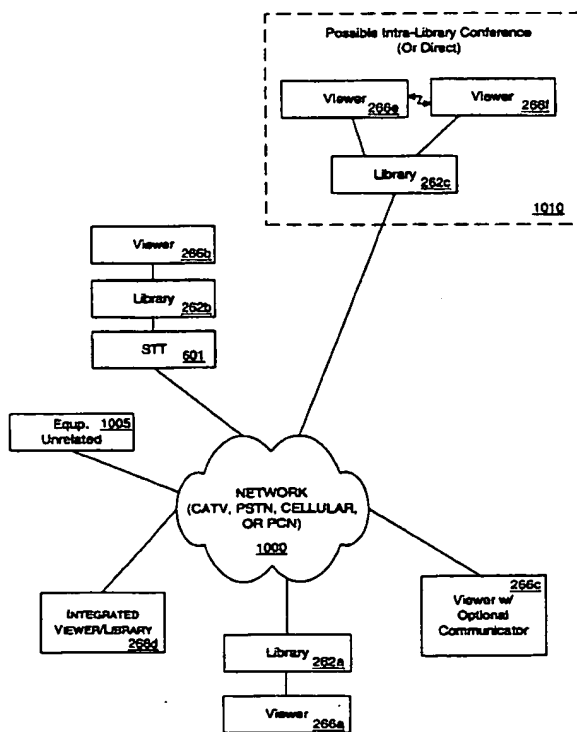 Possible Intra-Library Conference
(Or Direct)
Viewer
266e
Viewer
266f
Library
262c
1010
Viewer
266b
Library
262b
STT
601
Equp. 1005
Unrelated
NETWORK
(CATV, PSTN, CELLULAR,
OR PCN)
1000
INTEGRATED
VIEWER/LIBRARY
266d
266c
Viewer w/
Optional
Communicator
Library
262a
Viewer
266a